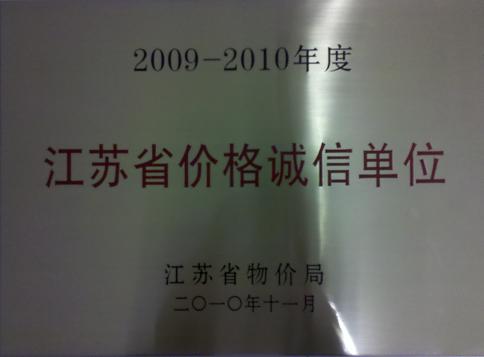 2009-2010年度
江苏省价格诚信单位
江苏省物价局
二〇一〇年十一月